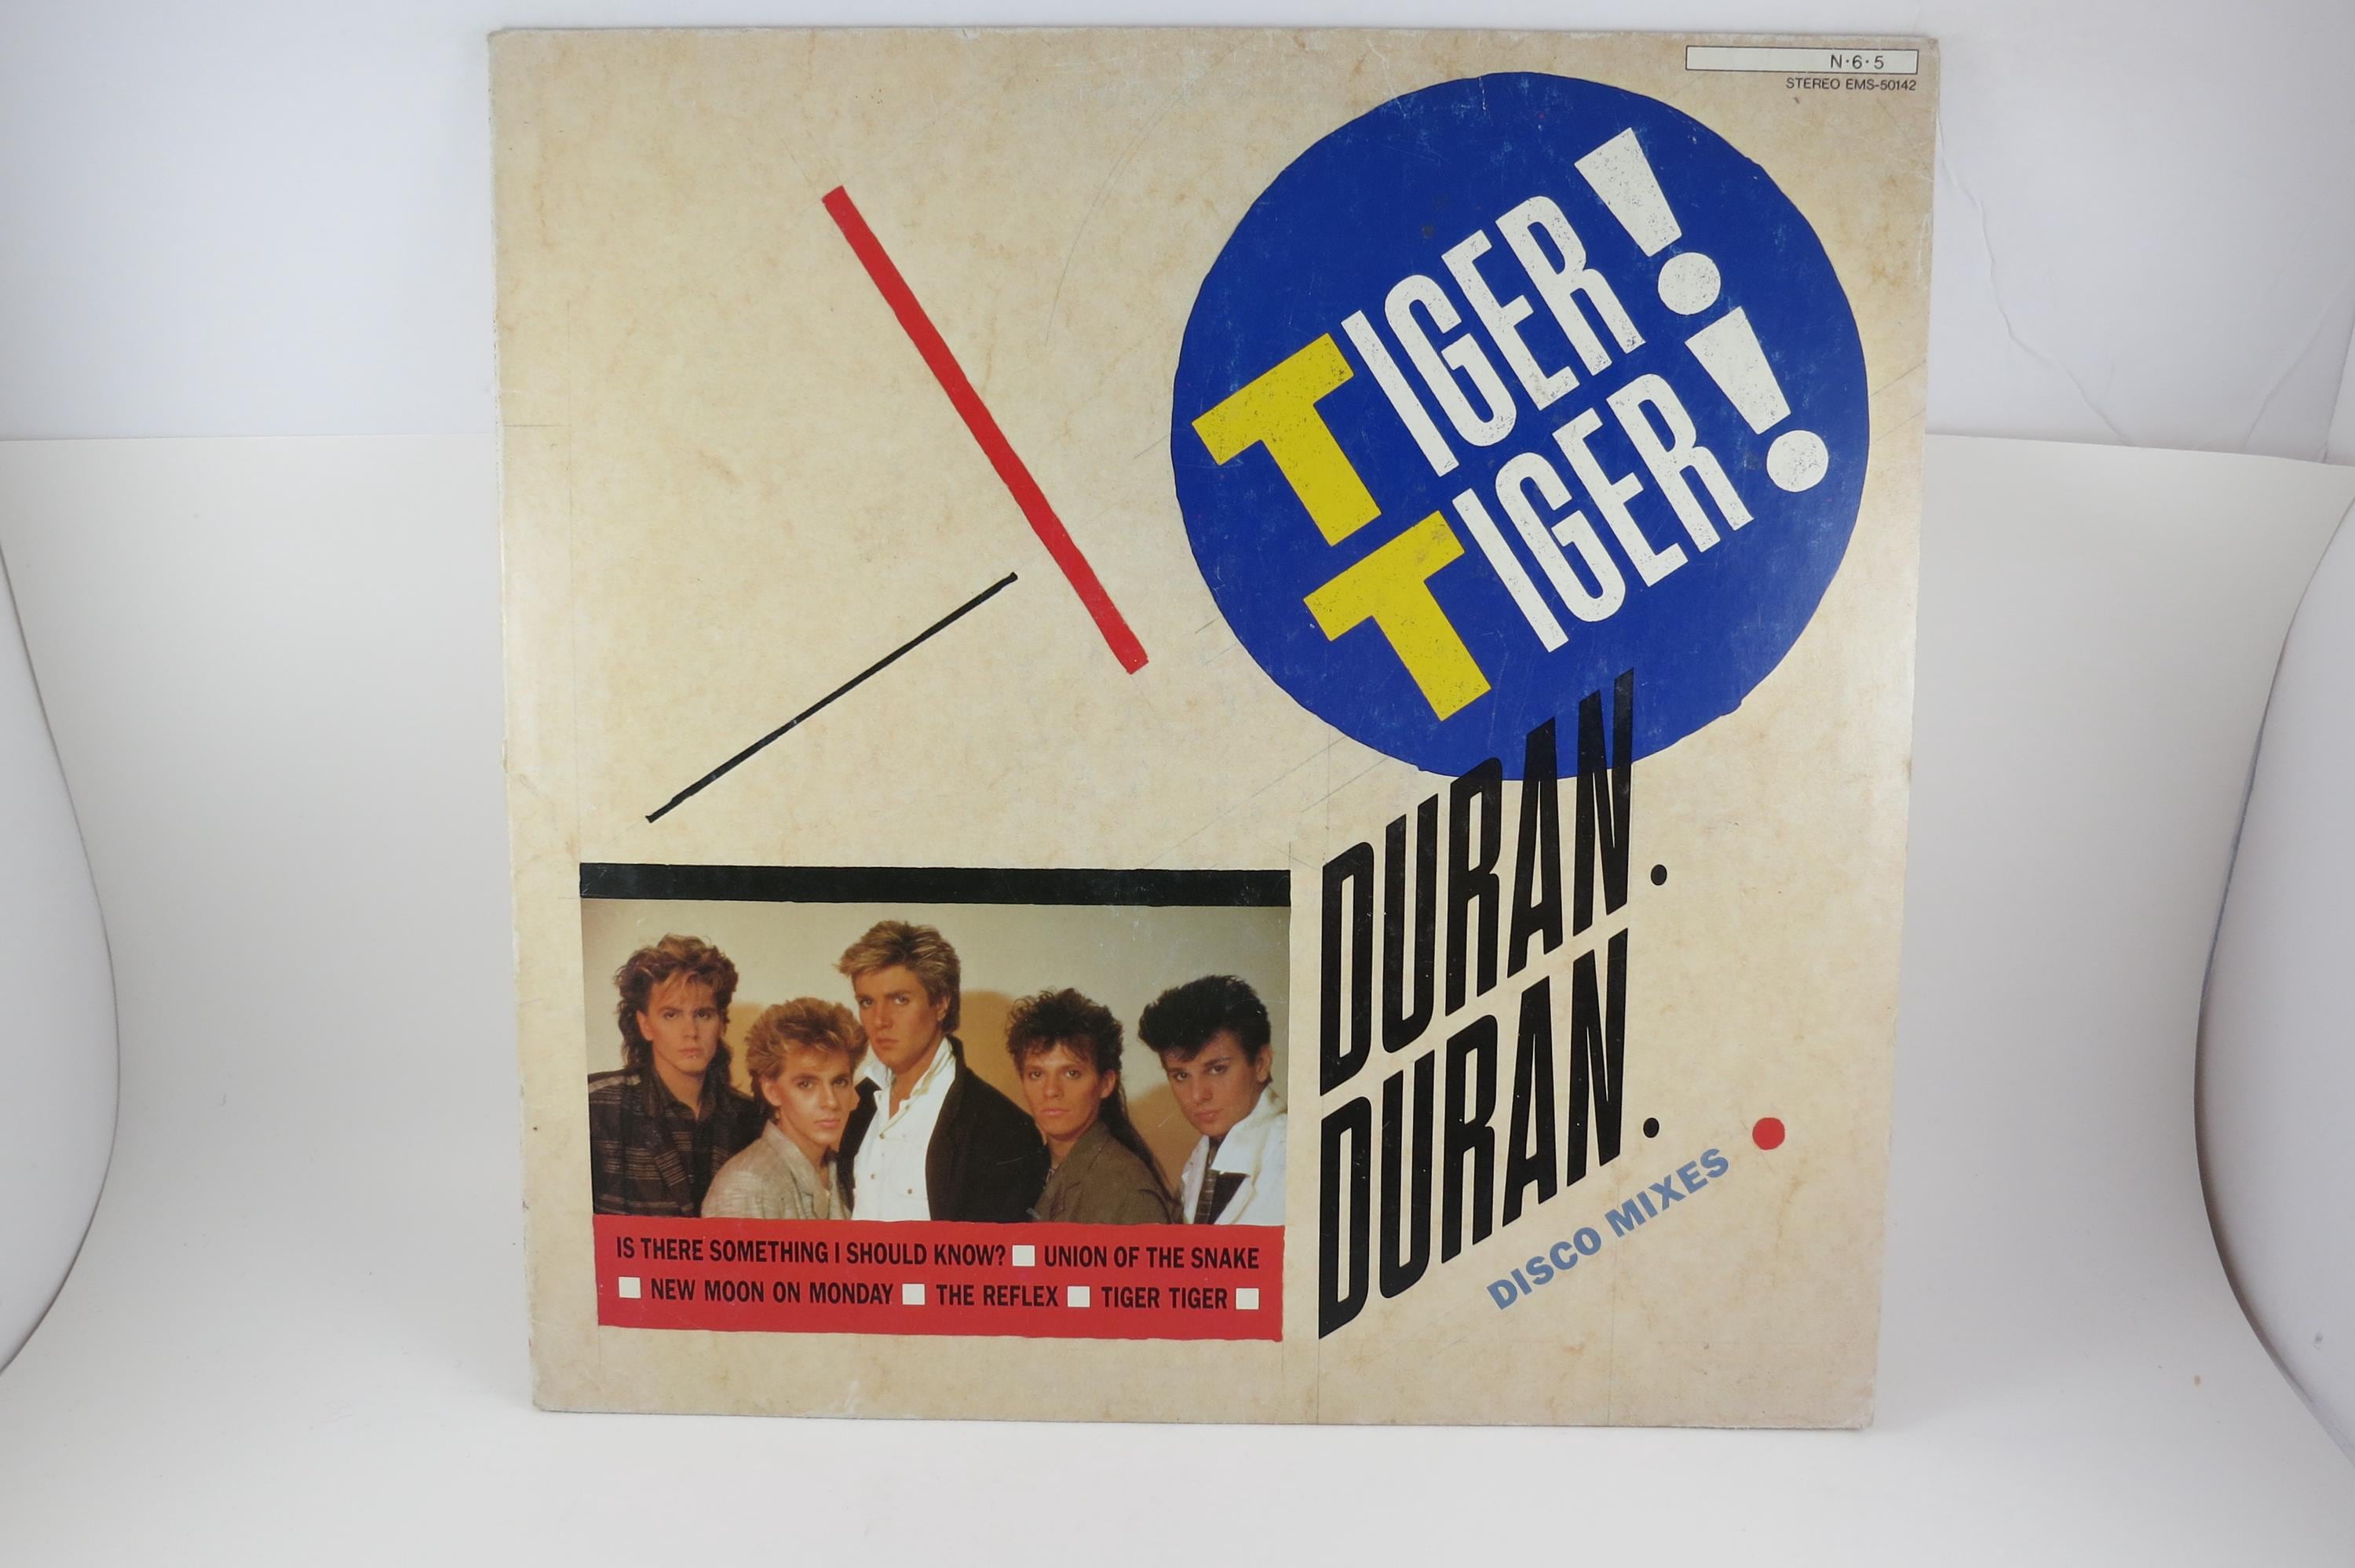 N·6·5
STEREO EMS-50142
TIGER!
TIGER!
DURAN.
DURAN.
DISCO MIXES
IS THERE SOMETHING I SHOULD KNOW? □ UNION OF THE SNAKE
□ NEW MOON ON MONDAY □ THE REFLEX □ TIGER TIGER □